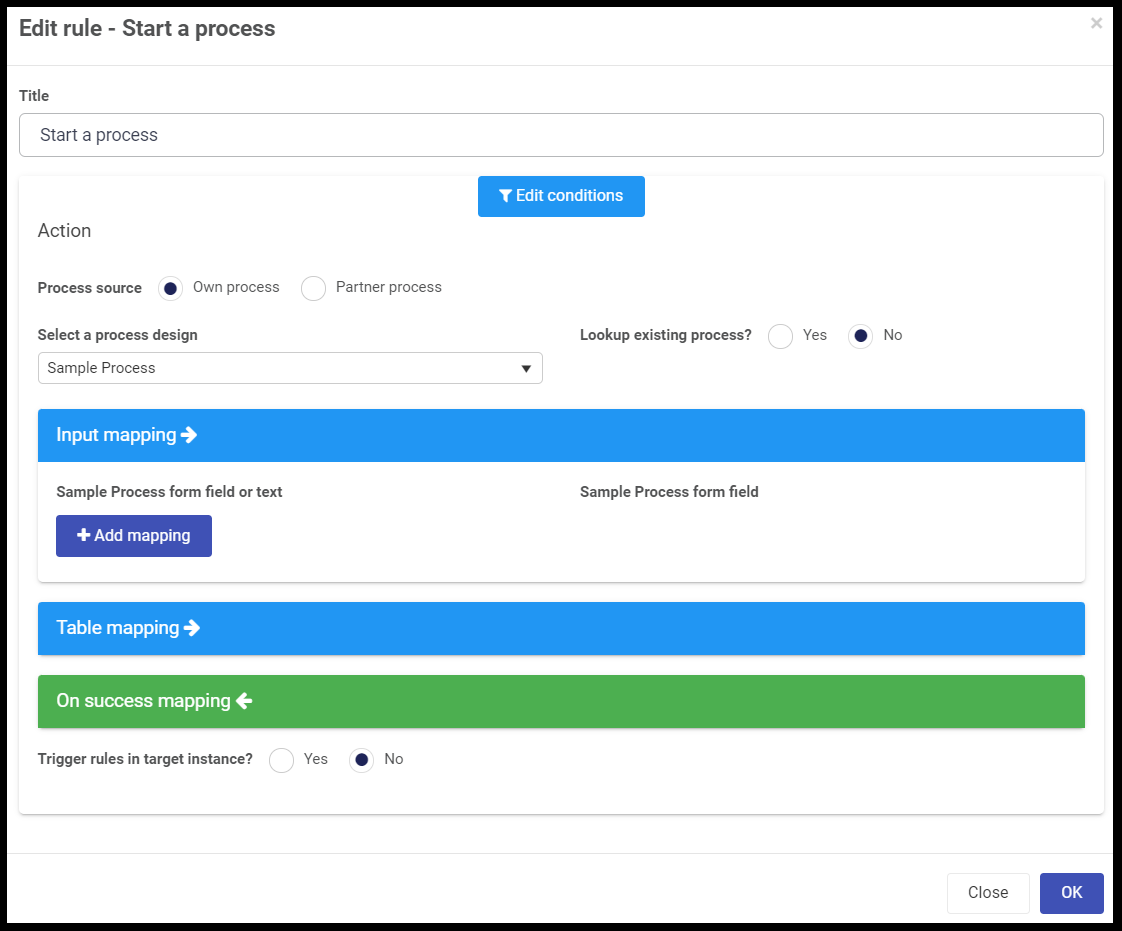 Edit rule - Start a process
×
Title
Start a process
Edit conditions
Action
Process source Own process Partner process
Select a process design Lookup existing process? Yes No
Sample Process
Input mapping
Sample Process form field or text Sample Process form field
Add mapping
Table mapping
On success mapping
Trigger rules in target instance? Yes No
Close OK